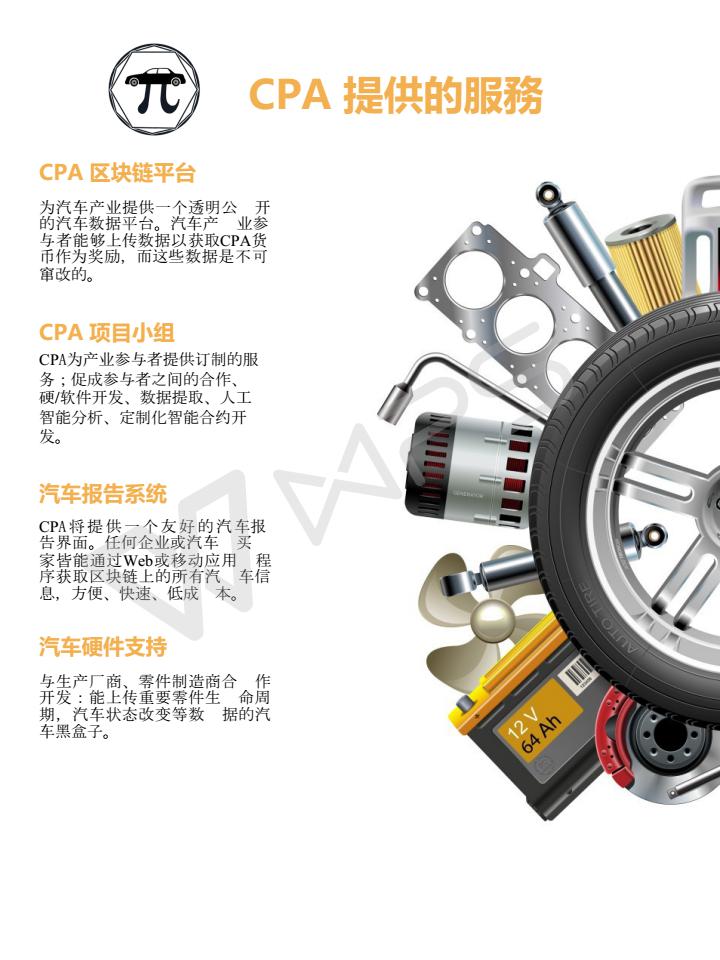 CPA 提供的服務
CPA 区块链平台
为汽车产业提供一个透明公 开
的汽车数据平台。汽车产 业参
与者能够上传数据以获取CPA货
币作为奖励，而这些数据是不可
窜改的。
CPA 项目小组
CPA为产业参与者提供订制的服
务；促成参与者之间的合作、
硬/软件开发、数据提取、人工
智能分析、定制化智能合约开
发。
汽车报告系统
CPA将提供一个友好的汽车报
告界面。任何企业或汽车 买
家皆能通过Web或移动应用 程
序获取区块链上的所有汽 车信
息，方便、快速、低成 本。
汽车硬件支持
与生产厂商、零件制造商合 作
开发：能上传重要零件生 命周
期，汽车状态改变等数 据的汽
车黑盒子。
WPS
GENERATOR
AUTO TIRE
12 V
64 Ah